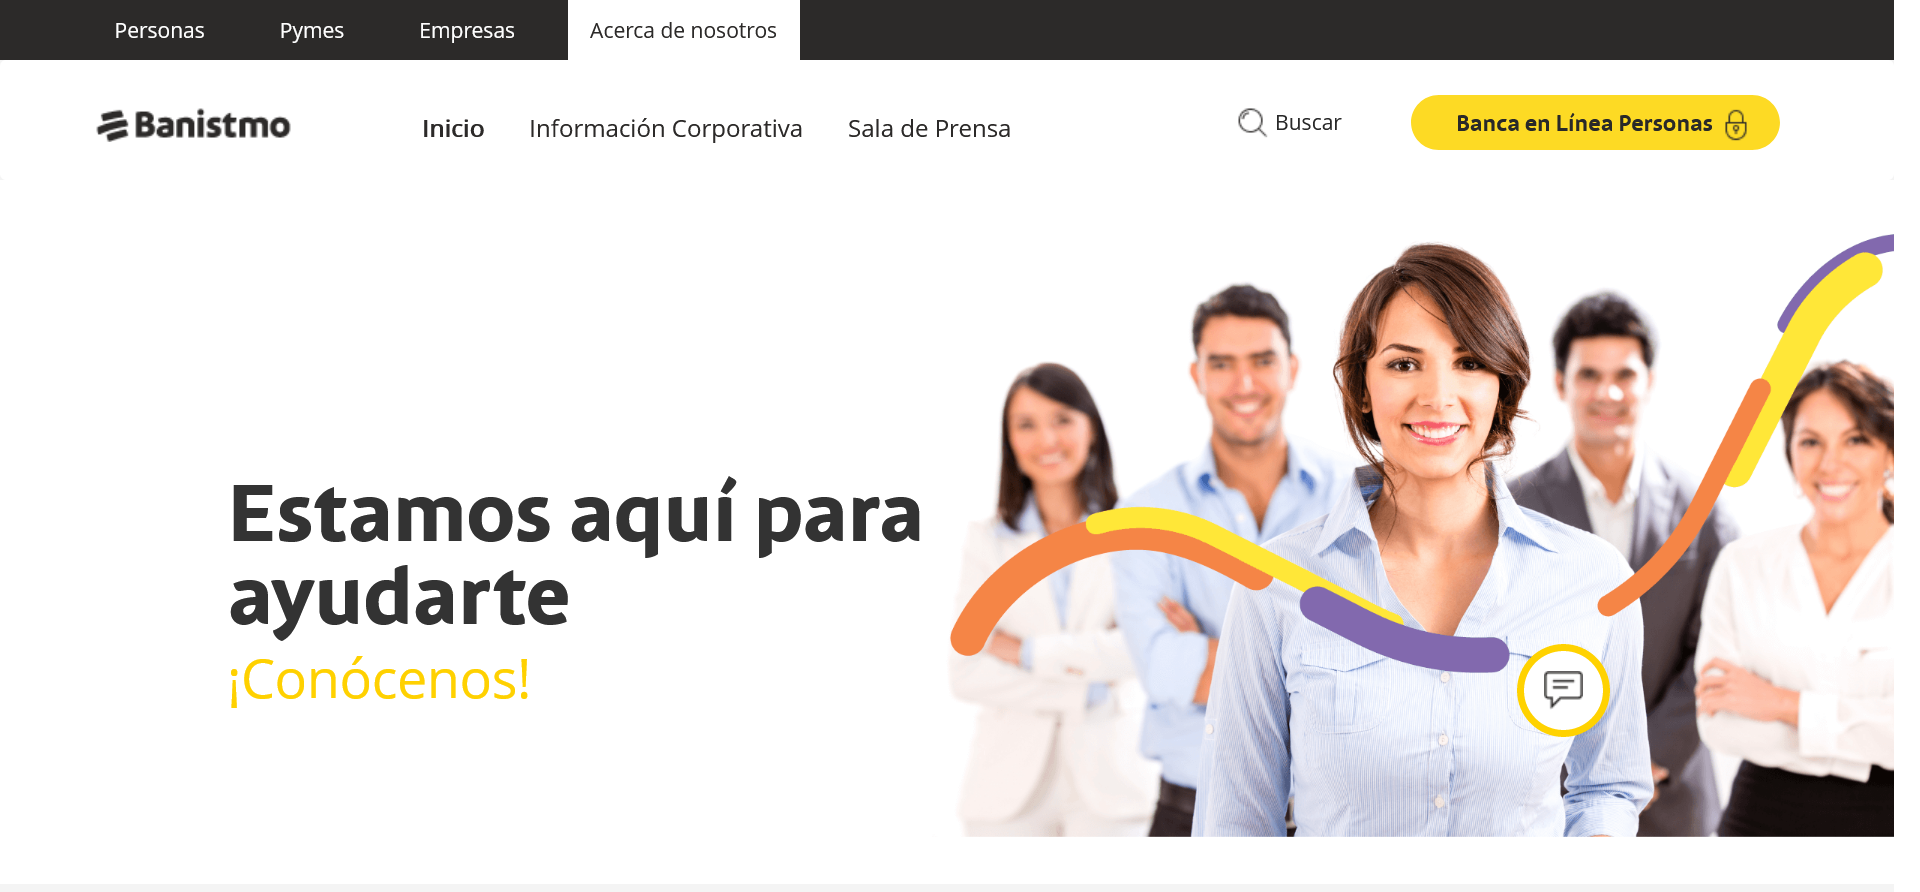 Personas
Pymes
Empresas
Acerca de nosotros
Banistmo
Inicio
Información Corporativa
Sala de Prensa
Buscar
Banca en Línea Personas
Estamos aquí para
ayudarte
¡Conócenos!